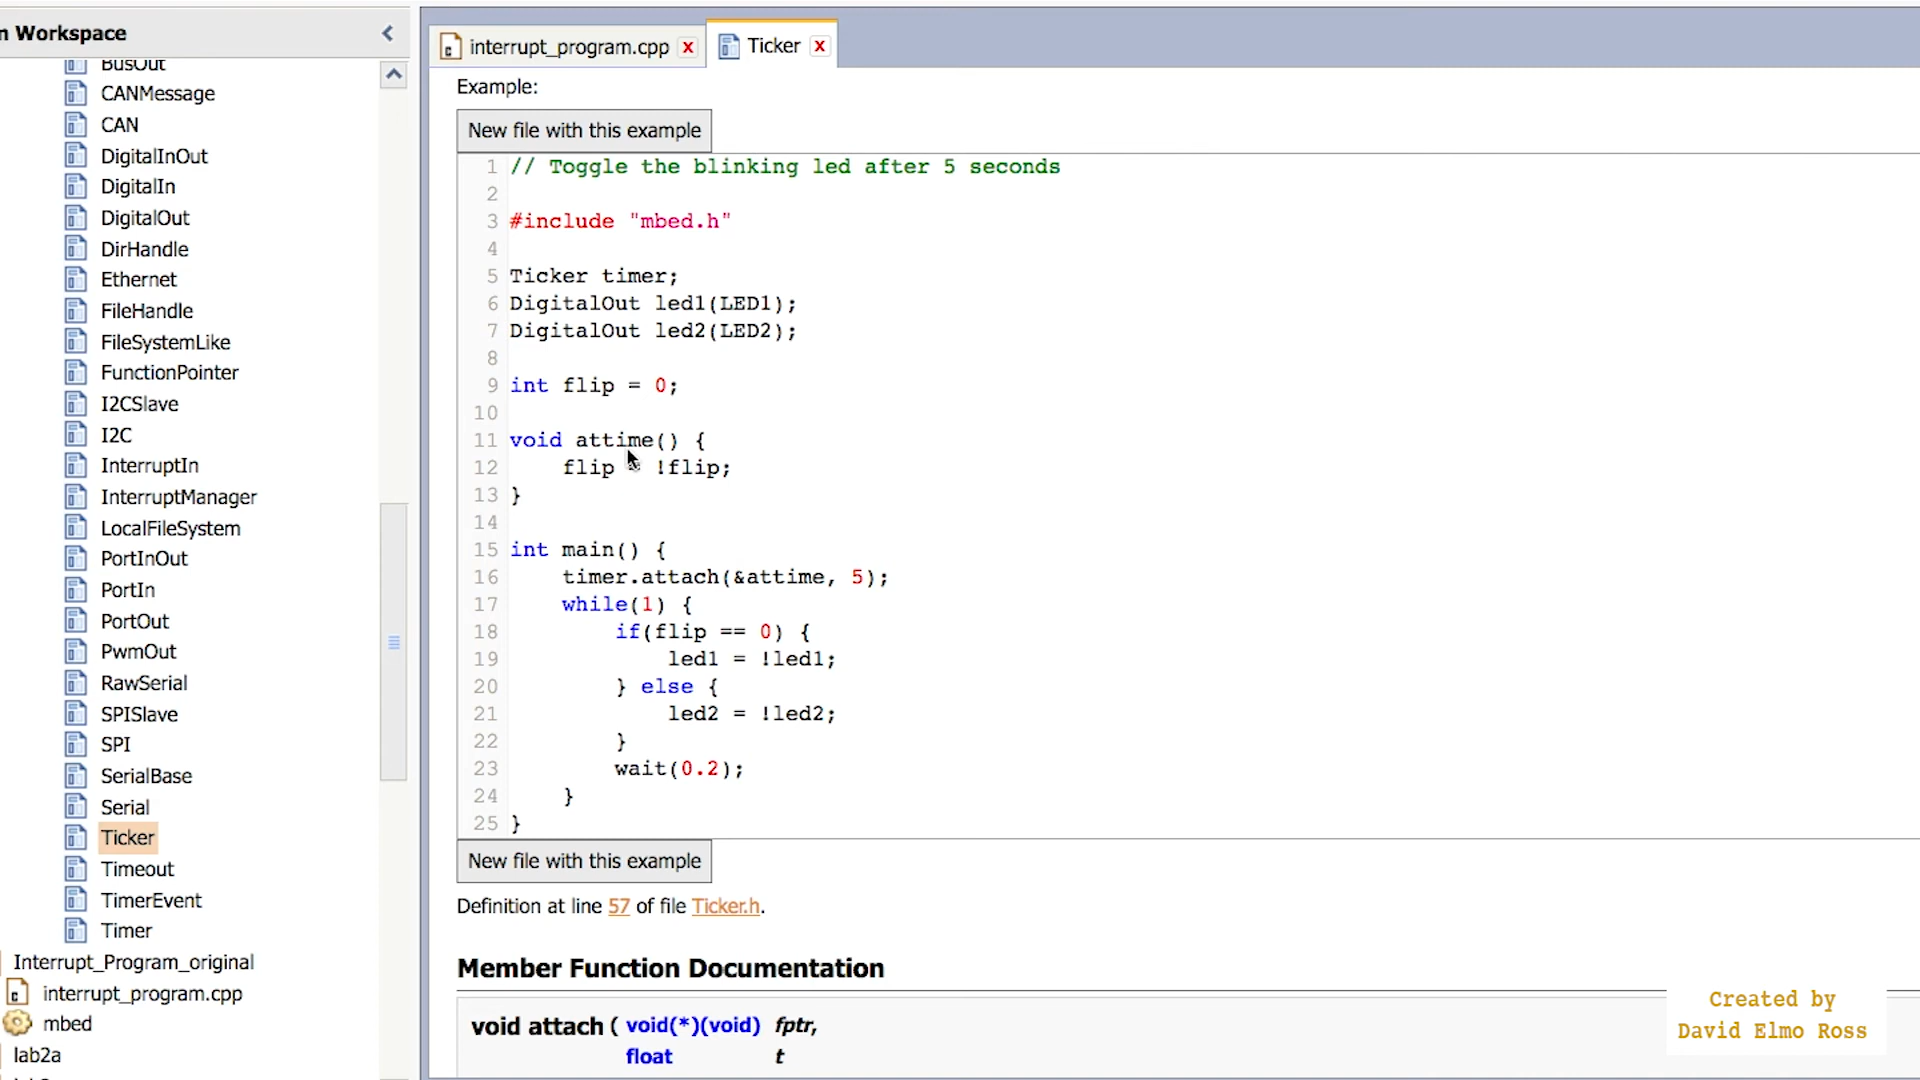 n Workspace
BusOut
CANMessage
CAN
DigitalInOut
DigitalIn
DigitalOut
DirHandle
Ethernet
FileHandle
FileSystemLike
FunctionPointer
I2CSlave
I2C
InterruptIn
InterruptManager
LocalFileSystem
PortInOut
PortIn
PortOut
PwmOut
RawSerial
SPISlave
SPI
SerialBase
Serial
Ticker
Timeout
TimerEvent
Timer
Interrupt_Program_original
interrupt_program.cpp
mbed
lab2a
interrupt_program.cpp x
Ticker x
Example:
New file with this example
1 // Toggle the blinking led after 5 seconds
2
3 #include "mbed.h"
4
5 Ticker timer;
6 DigitalOut led1(LED1);
7 DigitalOut led2(LED2);
8
9 int flip = 0;
10
11 void attime() {
12 flip !flip;
13 }
14
15 int main() {
16 timer.attach(&attime, 5);
17 while(1) {
18 if(flip == 0) {
19 led1 = !led1;
20 } else {
21 led2 = !led2;
22 }
23 wait(0.2);
24 }
25 }
New file with this example
Definition at line 57 of file Ticker.h.
Member Function Documentation
void attach ( void(*)(void) fptr,
float t
Created by
David Elmo Ross